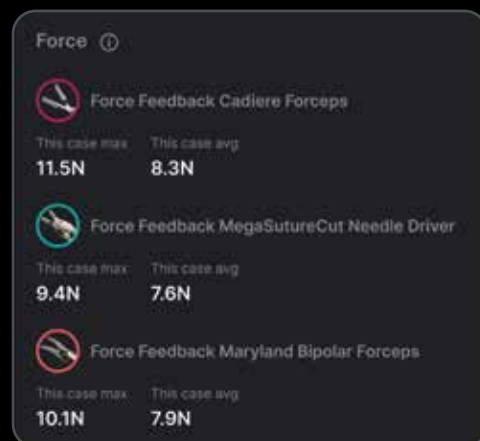 Force ⓘ
Force Feedback Cadiere Forceps
This case max This case avg
11.5N 8.3N
Force Feedback MegaSutureCut Needle Driver
This case max This case avg
9.4N 7.6N
Force Feedback Maryland Bipolar Forceps
This case max This case avg
10.1N 7.9N